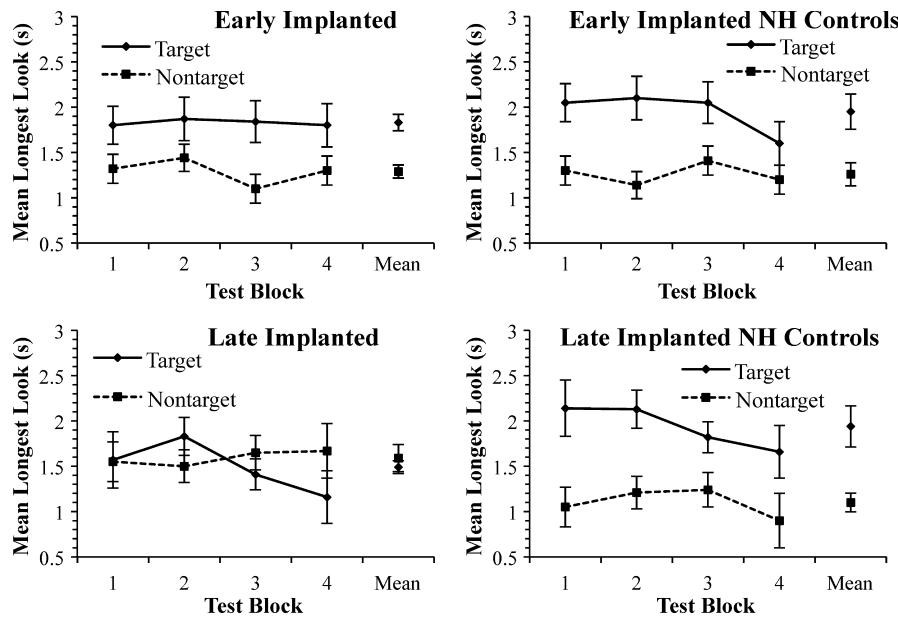 Early Implanted
Mean Longest Look (s)
3
2.5
2
1.5
1
0.5
Target
Nontarget
1 2 3 4 Mean
Test Block
Early Implanted NH Controls
Mean Longest Look (s)
3
2.5
2
1.5
1
0.5
Target
Nontarget
1 2 3 4 Mean
Test Block
Late Implanted
Mean Longest Look (s)
3
2.5
2
1.5
1
0.5
Target
Nontarget
1 2 3 4 Mean
Test Block
Late Implanted NH Controls
Mean Longest Look (s)
3
2.5
2
1.5
1
0.5
Target
Nontarget
1 2 3 4 Mean
Test Block